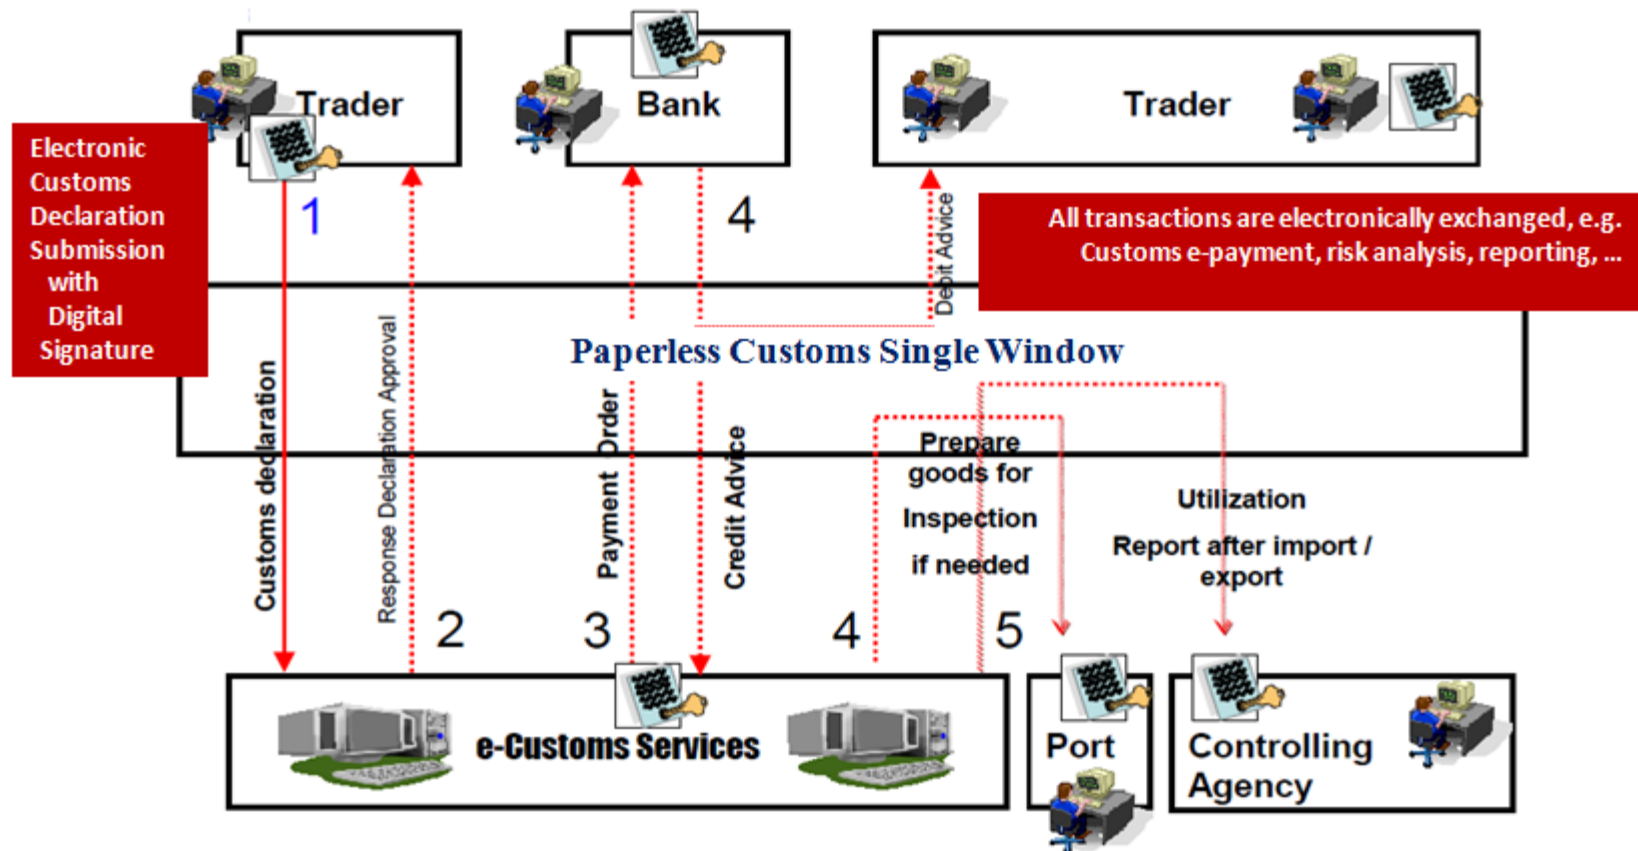 Trader
Bank
Trader
Electronic
Customs
Declaration
Submission
with
Digital
Signature
1
4
Debit Advice
All transactions are electronically exchanged, e.g.
Customs e-payment, risk analysis, reporting, ...
Paperless Customs Single Window
Customs declaration
Response Declaration Approval
Payment Order
Credit Advice
Prepare
goods for
Inspection
if needed
Utilization
Report after import /
export
2
3
4
5
e-Customs Services
Port
Controlling
Agency